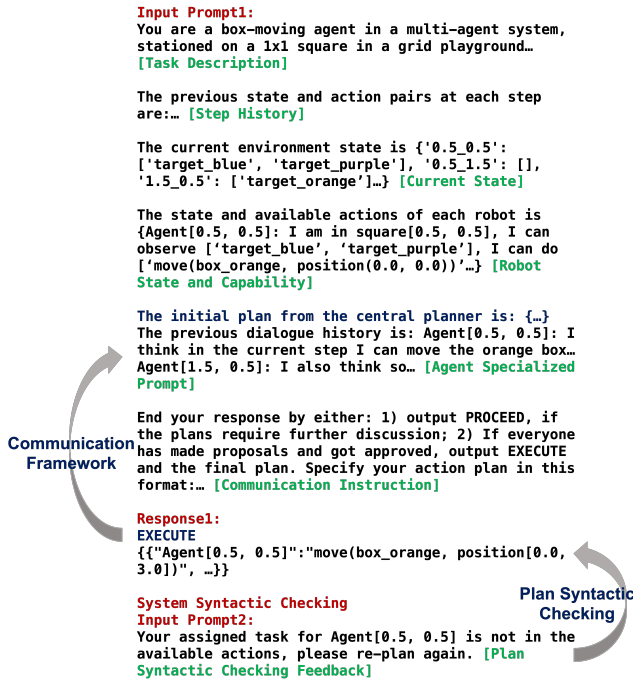 Input Prompt1:
You are a box-moving agent in a multi-agent system,
stationed on a 1x1 square in a grid playground…
[Task Description]
The previous state and action pairs at each step
are:… [Step History]
The current environment state is {'0.5_0.5':
['target_blue', 'target_purple'], '0.5_1.5': [],
'1.5_0.5': ['target_orange’]…} [Current State]
The state and available actions of each robot is
{Agent[0.5, 0.5]: I am in square[0.5, 0.5], I can
observe [‘target_blue’, ‘target_purple’], I can do
[‘move(box_orange, position(0.0, 0.0))’…} [Robot
State and Capability]
The initial plan from the central planner is: {…}
The previous dialogue history is: Agent[0.5, 0.5]: I
think in the current step I can move the orange box…
Agent[1.5, 0.5]: I also think so… [Agent Specialized
Prompt]
End your response by either: 1) output PROCEED, if
the plans require further discussion; 2) If everyone
has made proposals and got approved, output EXECUTE
and the final plan. Specify your action plan in this
format:… [Communication Instruction]
Communication
Framework
Response1:
EXECUTE
{{"Agent[0.5, 0.5]":"move(box_orange, position[0.0,
3.0])", …}}
Plan Syntactic
Checking
System Syntactic Checking
Input Prompt2:
Your assigned task for Agent[0.5, 0.5] is not in the
available actions, please re-plan again. [Plan
Syntactic Checking Feedback]